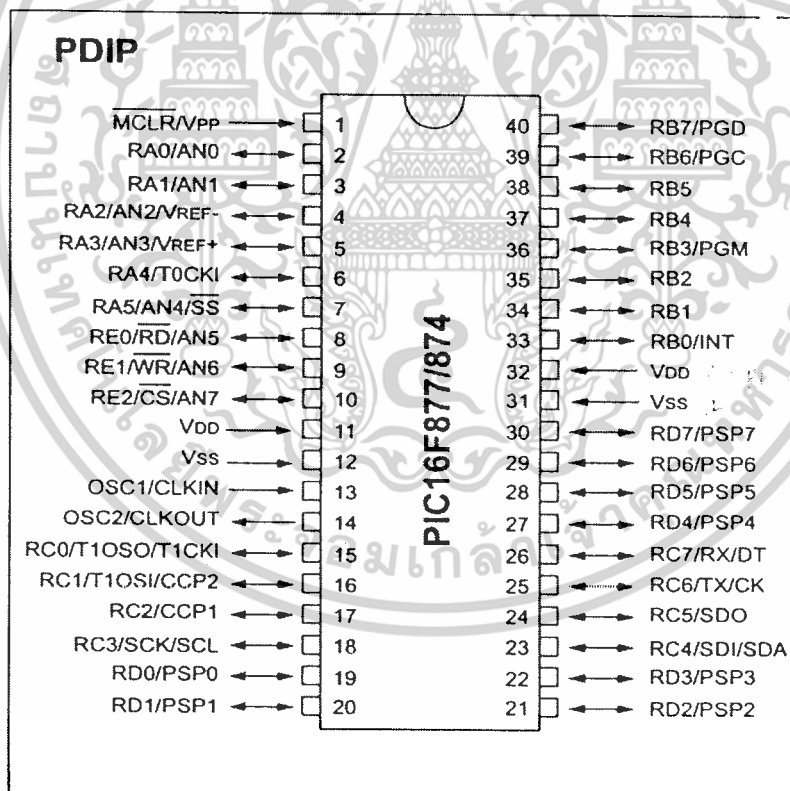 PDIP
MCLR/VPP 1
RA0/AN0 2
RA1/AN1 3
RA2/AN2/VREF- 4
RA3/AN3/VREF+ 5
RA4/T0CKI 6
RA5/AN4/SS 7
RE0/RD/AN5 8
RE1/WR/AN6 9
RE2/CS/AN7 10
VDD 11
VSS 12
OSC1/CLKIN 13
OSC2/CLKOUT 14
RC0/T1OSO/T1CKI 15
RC1/T1OSI/CCP2 16
RC2/CCP1 17
RC3/SCK/SCL 18
RD0/PSP0 19
RD1/PSP1 20
PIC16F877/874
40 RB7/PGD
39 RB6/PGC
38 RB5
37 RB4
36 RB3/PGM
35 RB2
34 RB1
33 RB0/INT
32 VDD
31 VSS
30 RD7/PSP7
29 RD6/PSP6
28 RD5/PSP5
27 RD4/PSP4
26 RC7/RX/DT
25 RC6/TX/CK
24 RC5/SDO
23 RC4/SDI/SDA
22 RD3/PSP3
21 RD2/PSP2